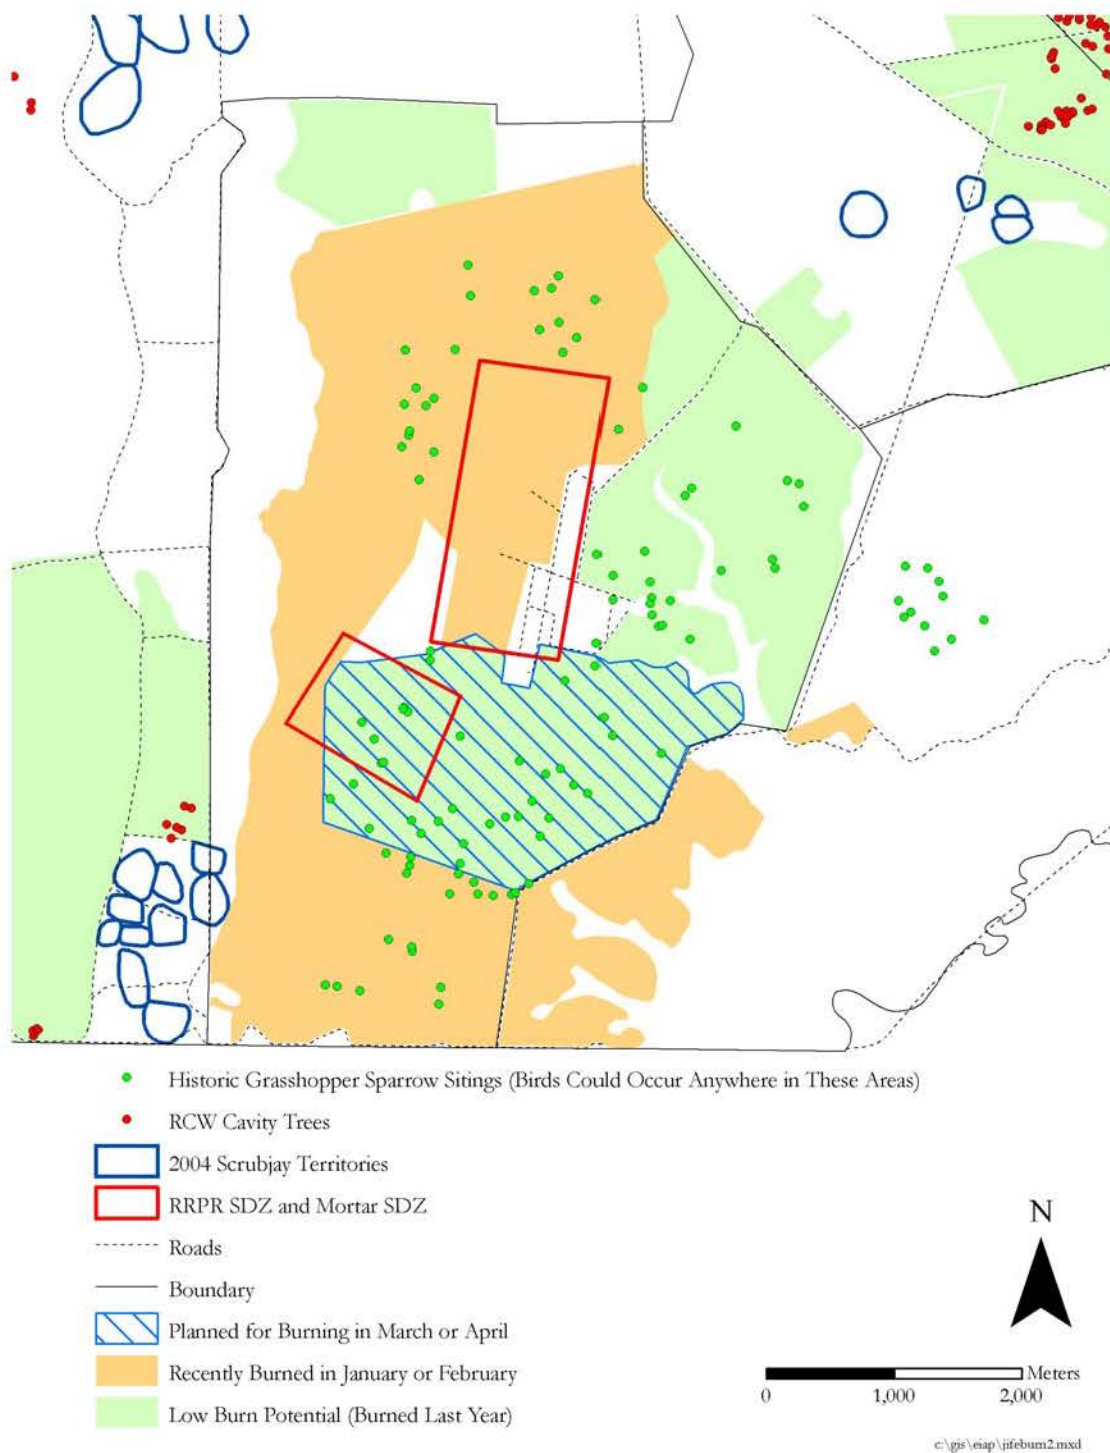 Historic Grasshopper Sparrow Sitings (Birds Could Occur Anywhere in These Areas)
RCW Cavity Trees
2004 Scrubjay Territories
RRPR SDZ and Mortar SDZ
Roads
Boundary
Planned for Burning in March or April
Recently Burned in January or February
Low Burn Potential (Burned Last Year)
N
Meters
0 1,000 2,000
c:\gis\eiap\jifebum2.mxd